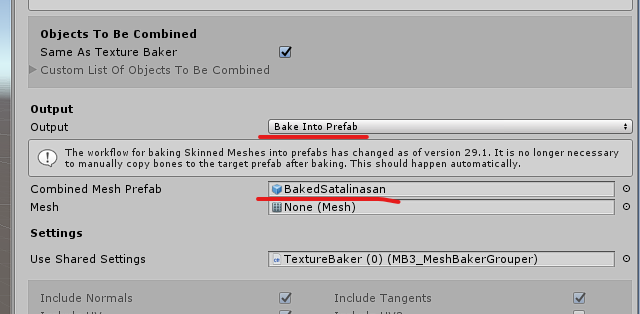 Objects To Be Combined
Same As Texture Baker
Custom List Of Objects To Be Combined
Output
Output Bake Into Prefab
The workflow for baking Skinned Meshes into prefabs has changed as of version 29.1. It is no longer necessary
to manually copy bones to the target prefab after baking. This should happen automatically.
Combined Mesh Prefab BakedSatalinasan
Mesh None (Mesh)
Settings
Use Shared Settings TextureBaker (0) (MB3_MeshBakerGrouper)
Include Normals Include Tangents